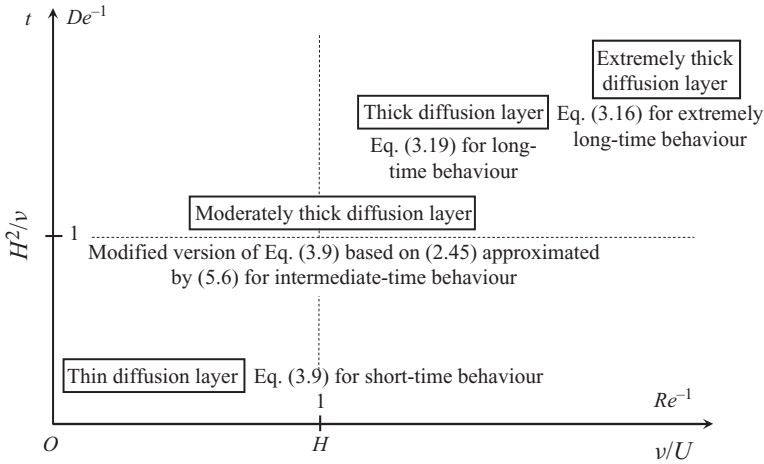 t De⁻¹
Extremely thick
diffusion layer
Thick diffusion layer
Eq. (3.16) for extremely
long-time behaviour
Eq. (3.19) for long-
time behaviour
Moderately thick diffusion layer
H²/ν
1
Modified version of Eq. (3.9) based on (2.45) approximated
by (5.6) for intermediate-time behaviour
Thin diffusion layer
Eq. (3.9) for short-time behaviour
1
Re⁻¹
O
H
ν/U